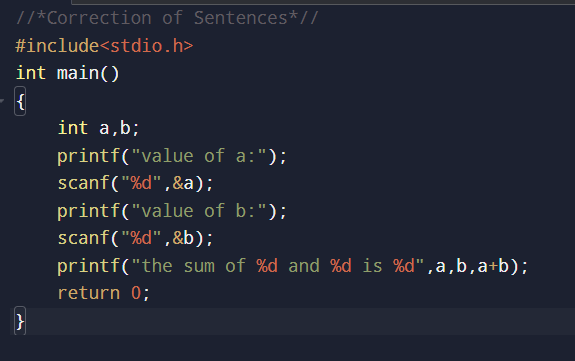 //*Correction of Sentences*//
#include<stdio.h>
int main()
{
    int a,b;
    printf("value of a:");
    scanf("%d",&a);
    printf("value of b:");
    scanf("%d",&b);
    printf("the sum of %d and %d is %d",a,b,a+b);
    return 0;
}